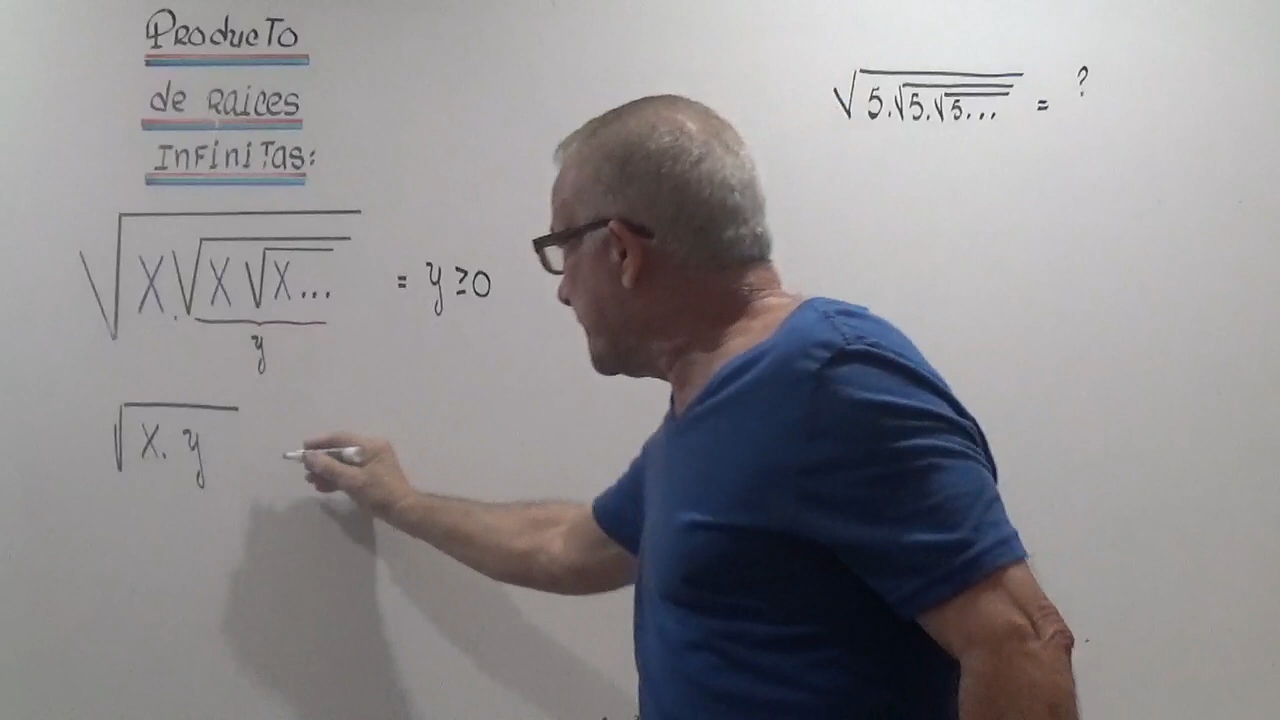 Producto
de raices
Infinitas:
√(X.√(X√(X...))) = y ≥ 0
y
√(X. y)
√(5.√(5.√(5...))) = ?